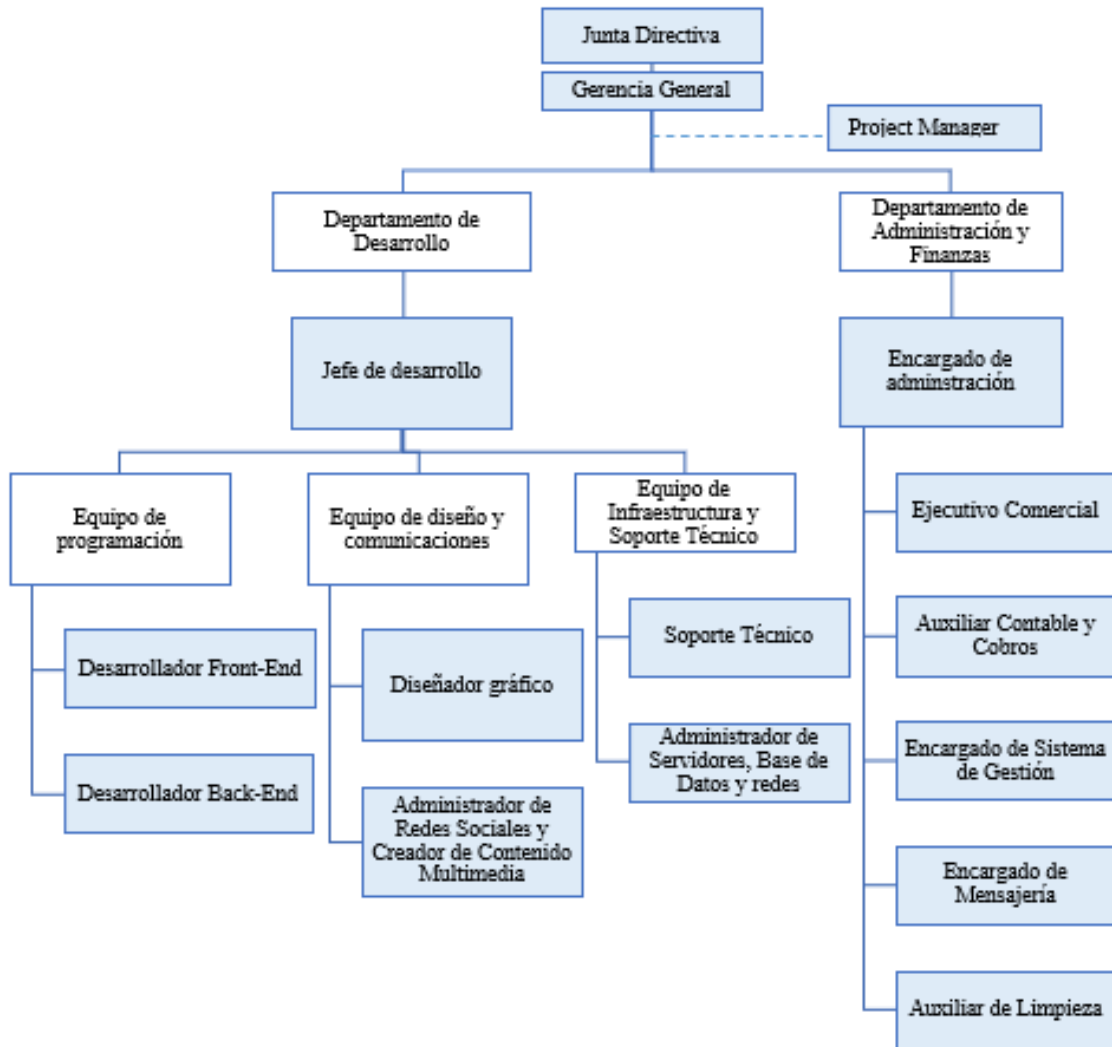 Junta Directiva
Gerencia General
Project Manager
Departamento de
Desarrollo
Departamento de
Administración y
Finanzas
Jefe de desarrollo
Encargado de
adminstración
Equipo de
programación
Equipo de diseño y
comunicaciones
Equipo de
Infraestructura y
Soporte Técnico
Desarrollador Front-End
Desarrollador Back-End
Diseñador gráfico
Administrador de
Redes Sociales y
Creador de Contenido
Multimedia
Soporte Técnico
Administrador de
Servidores, Base de
Datos y redes
Ejecutivo Comercial
Auxiliar Contable y
Cobros
Encargado de Sistema
de Gestión
Encargado de
Mensajería
Auxiliar de Limpieza